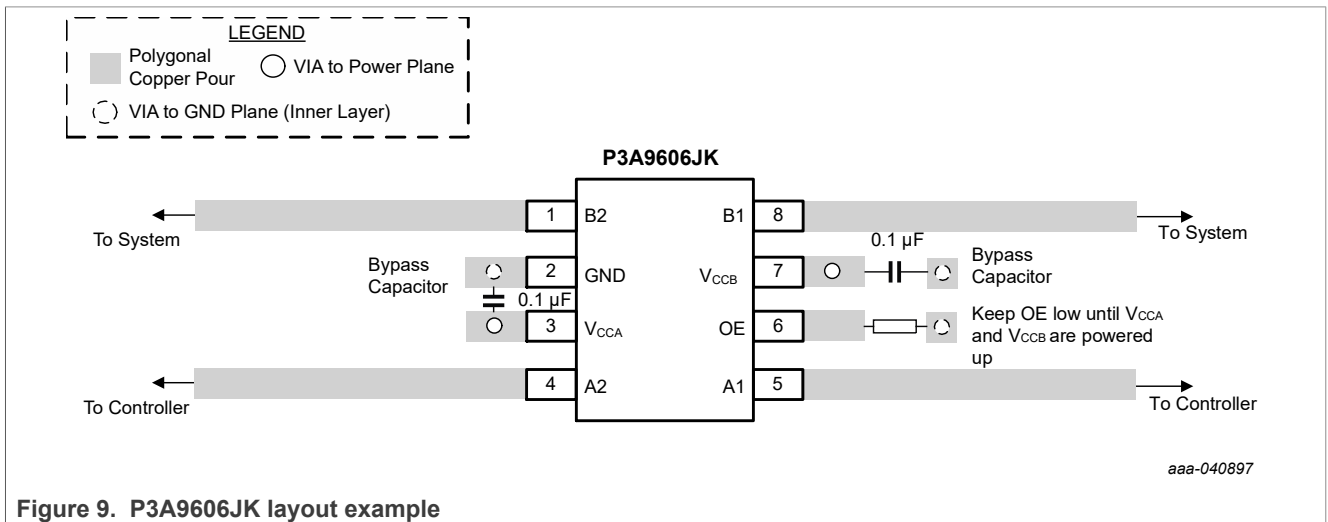 LEGEND
Polygonal
Copper Pour
VIA to Power Plane
VIA to GND Plane (Inner Layer)
P3A9606JK
1 B2 B1 8
To System
To System
0.1 µF
Bypass
Capacitor
2 GND VCCB 7
Bypass
Capacitor
0.1 µF
3 VCCA OE 6
Keep OE low until VCCA
and VCCB are powered
up
4 A2 A1 5
To Controller
To Controller
aaa-040897
Figure 9. P3A9606JK layout example